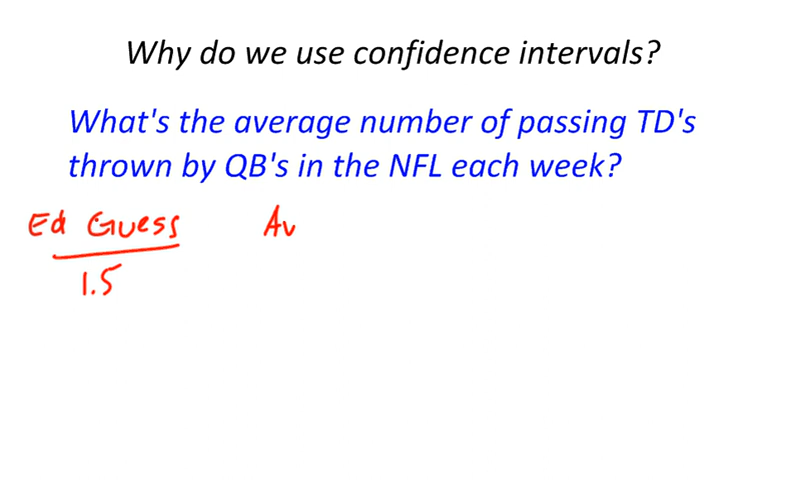 Why do we use confidence intervals?
What's the average number of passing TD's
thrown by QB's in the NFL each week?
Ed Guess Av
1.5